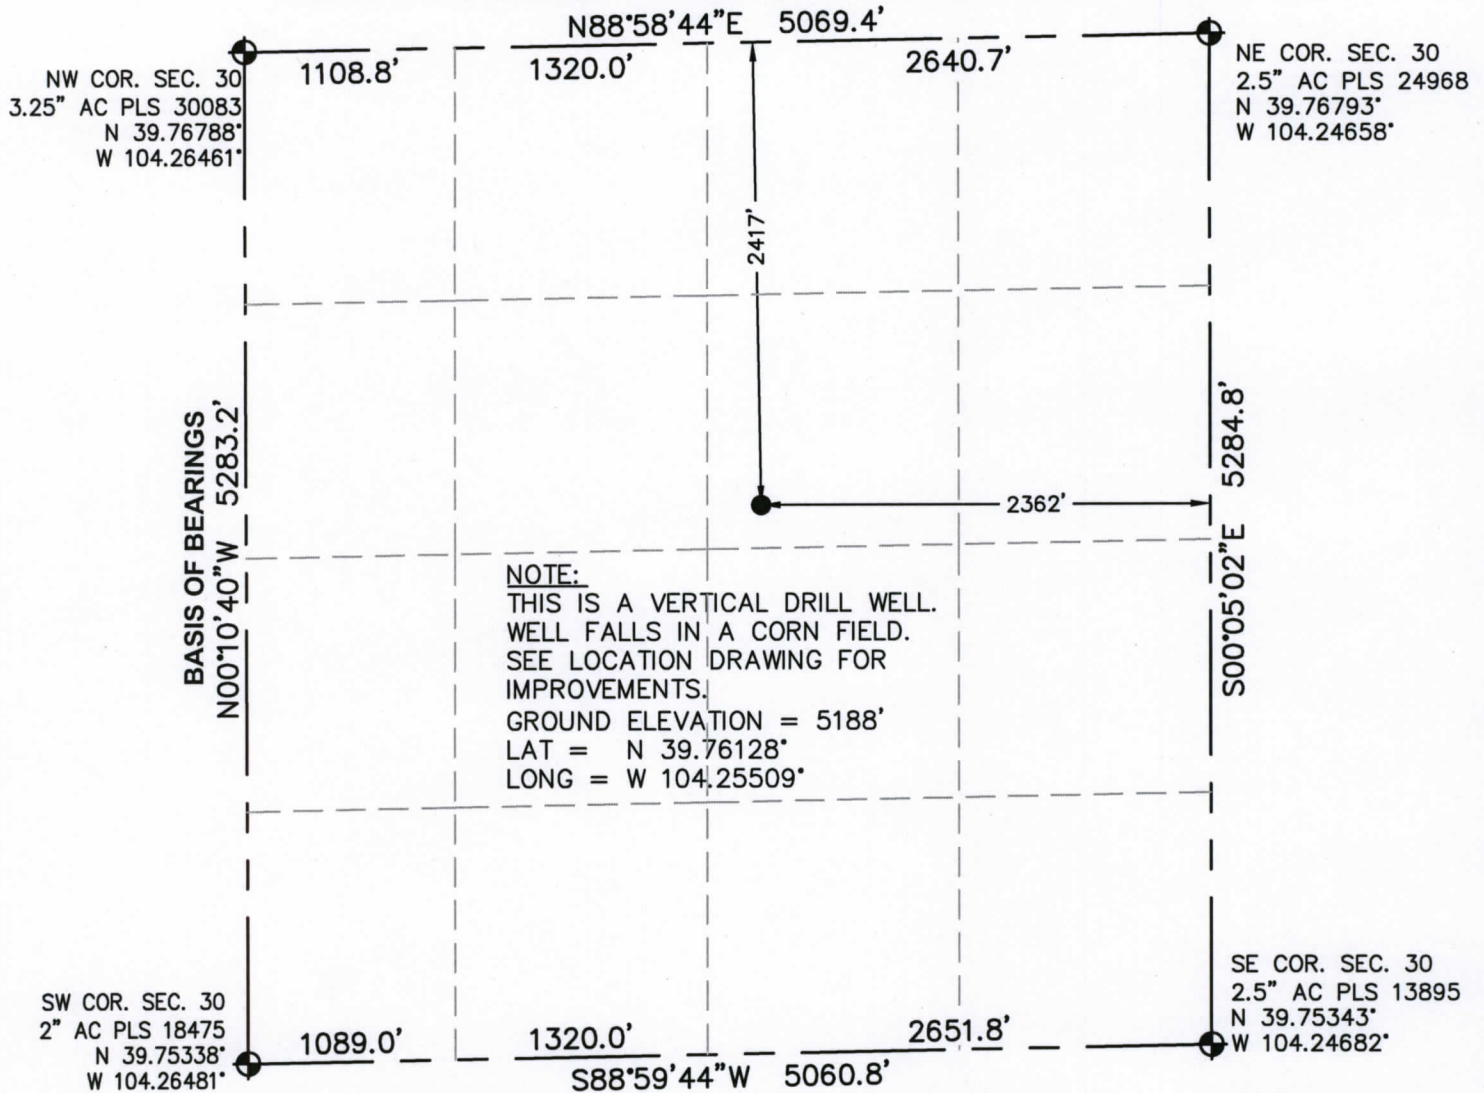 N88°58'44"E 5069.4'
1108.8'
1320.0'
2640.7'
NW COR. SEC. 30
3.25" AC PLS 30083
N 39.76788°
W 104.26461°
NE COR. SEC. 30
2.5" AC PLS 24968
N 39.76793°
W 104.24658°
2417'
BASIS OF BEARINGS
N00°10'40"W 5283.2'
2362'
S00°05'02"E 5284.8'
NOTE:
THIS IS A VERTICAL DRILL WELL.
WELL FALLS IN A CORN FIELD.
SEE LOCATION DRAWING FOR
IMPROVEMENTS.
GROUND ELEVATION = 5188'
LAT = N 39.76128°
LONG = W 104.25509°
SW COR. SEC. 30
2" AC PLS 18475
N 39.75338°
W 104.26481°
SE COR. SEC. 30
2.5" AC PLS 13895
N 39.75343°
W 104.24682°
1089.0'
1320.0'
2651.8'
S88°59'44"W 5060.8'